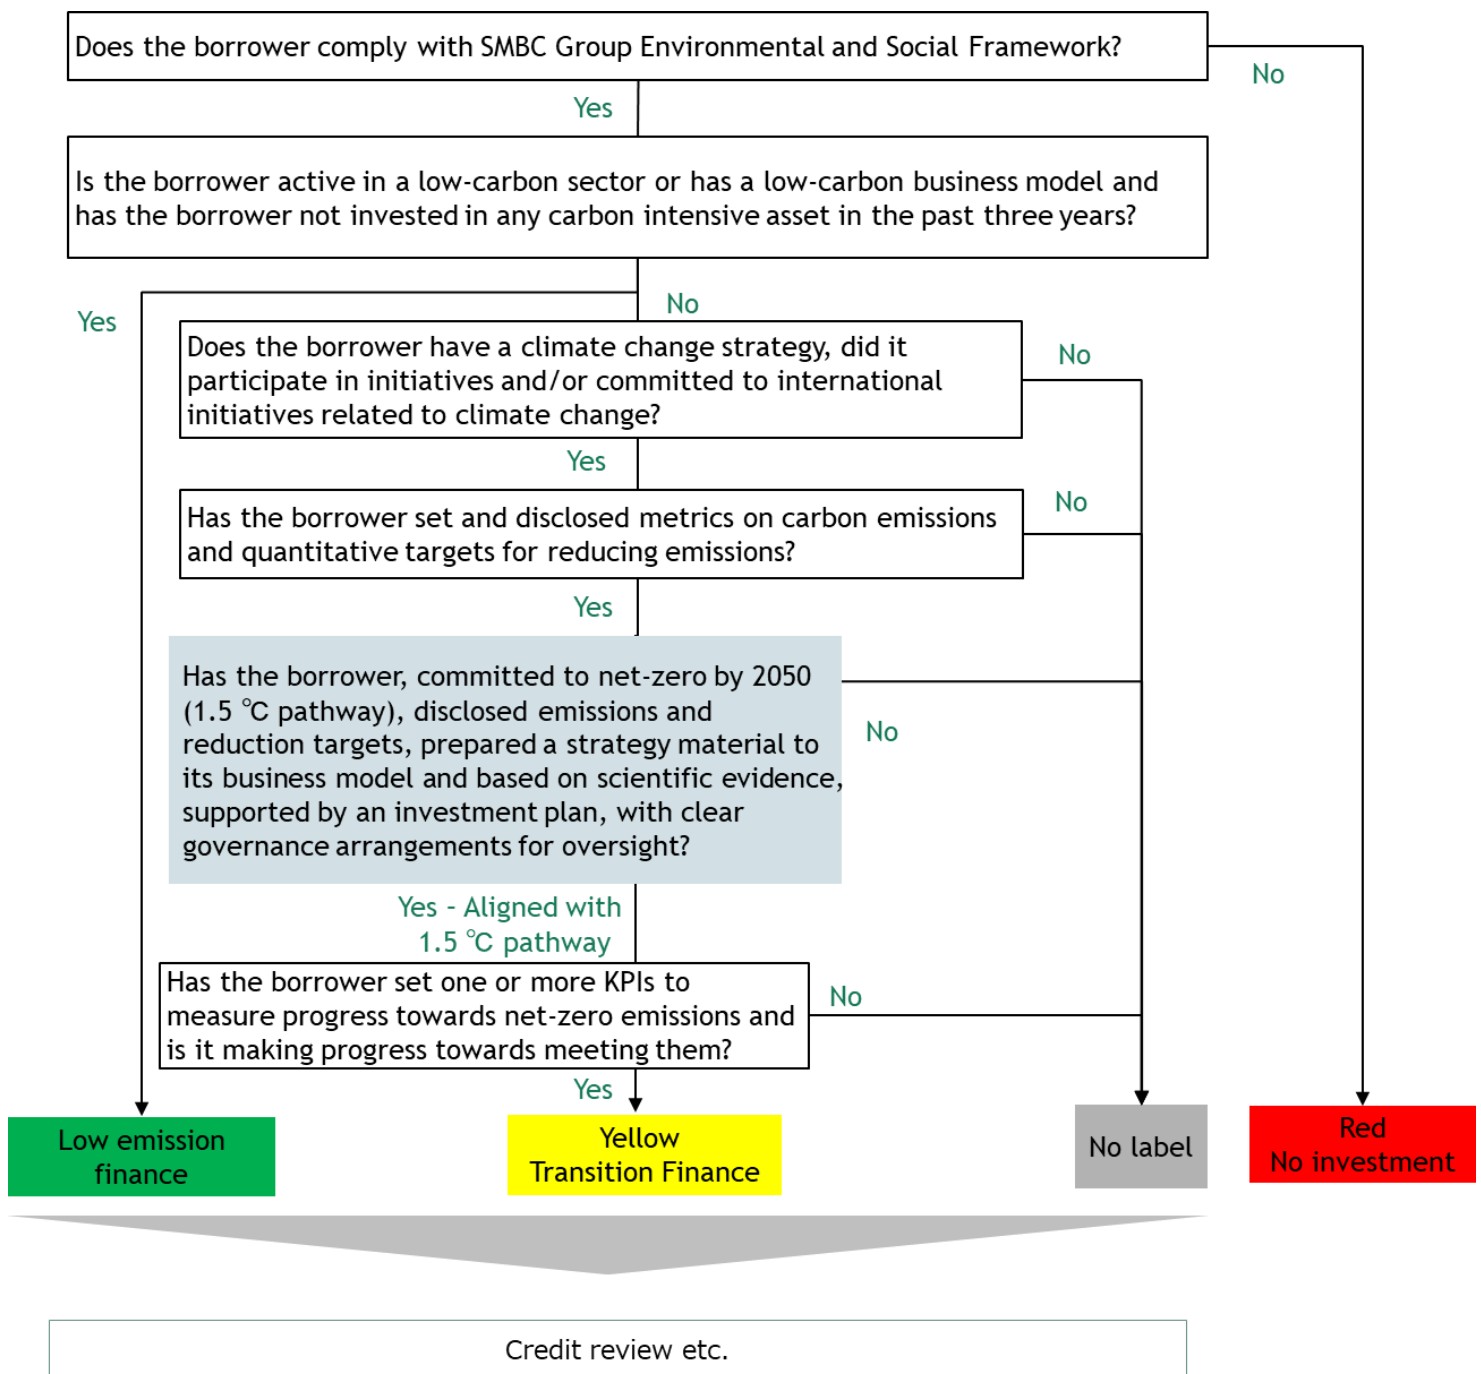 Does the borrower comply with SMBC Group Environmental and Social Framework?
No
Yes
Is the borrower active in a low-carbon sector or has a low-carbon business model and
has the borrower not invested in any carbon intensive asset in the past three years?
No
Yes
Does the borrower have a climate change strategy, did it
participate in initiatives and/or committed to international
initiatives related to climate change?
No
Yes
Has the borrower set and disclosed metrics on carbon emissions
and quantitative targets for reducing emissions?
No
Yes
Has the borrower, committed to net-zero by 2050
(1.5 ℃ pathway), disclosed emissions and
reduction targets, prepared a strategy material to
its business model and based on scientific evidence,
supported by an investment plan, with clear
governance arrangements for oversight?
No
Yes – Aligned with
1.5 ℃ pathway
Has the borrower set one or more KPIs to
measure progress towards net-zero emissions and
is it making progress towards meeting them?
No
Yes
Low emission
finance
Yellow
Transition Finance
No label
Red
No investment
Credit review etc.